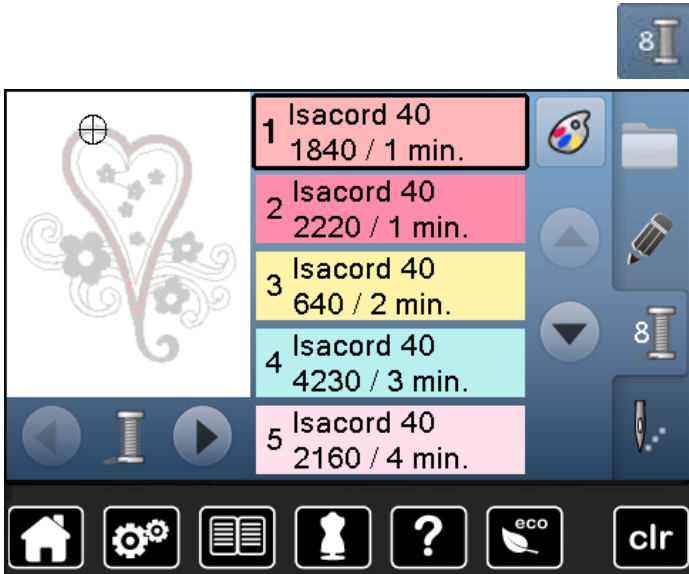 8
1 Isacord 40
1840 / 1 min.
2 Isacord 40
2220 / 1 min.
3 Isacord 40
640 / 2 min.
4 Isacord 40
4230 / 3 min.
5 Isacord 40
2160 / 4 min.
8
?
eco
clr